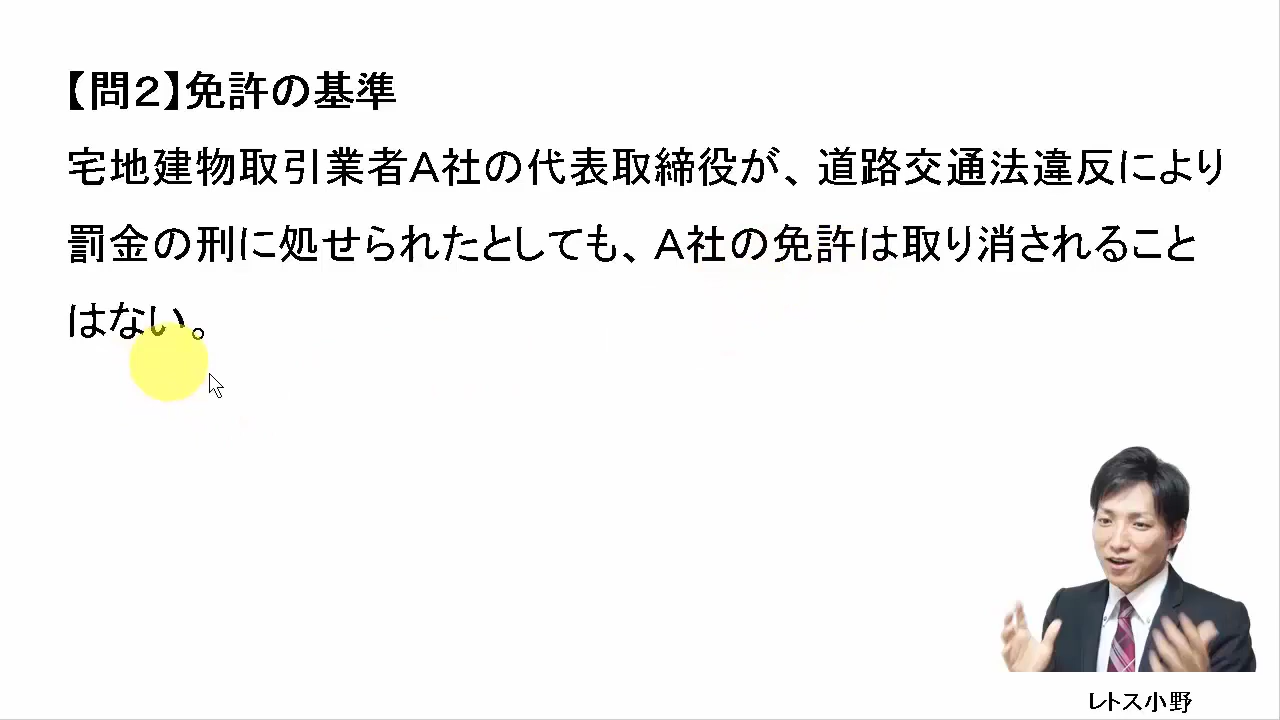 【問２】免許の基準
宅地建物取引業者Ａ社の代表取締役が、道路交通法違反により
罰金の刑に処せられたとしても、Ａ社の免許は取り消されること
はない。
レトス小野